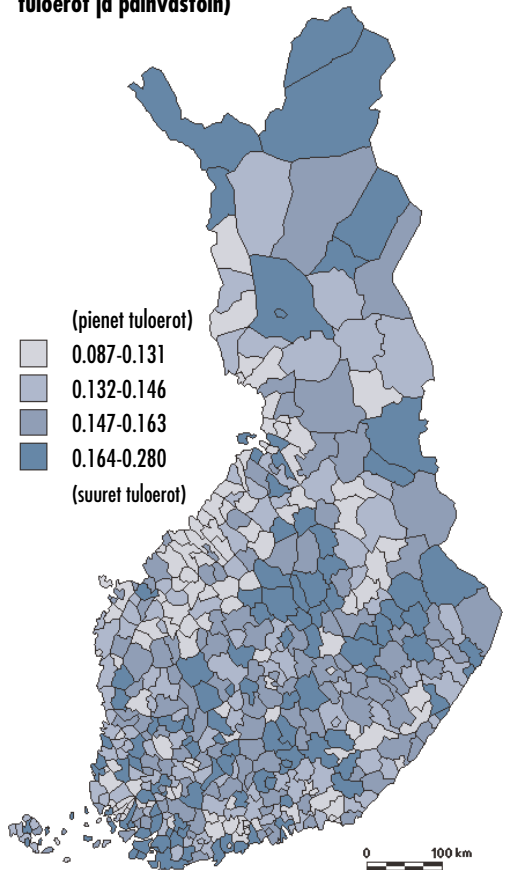 tuloerot ja päinvastoin)
(pienet tuloerot)
0.087-0.131
0.132-0.146
0.147-0.163
0.164-0.280
(suuret tuloerot)
0 100 km